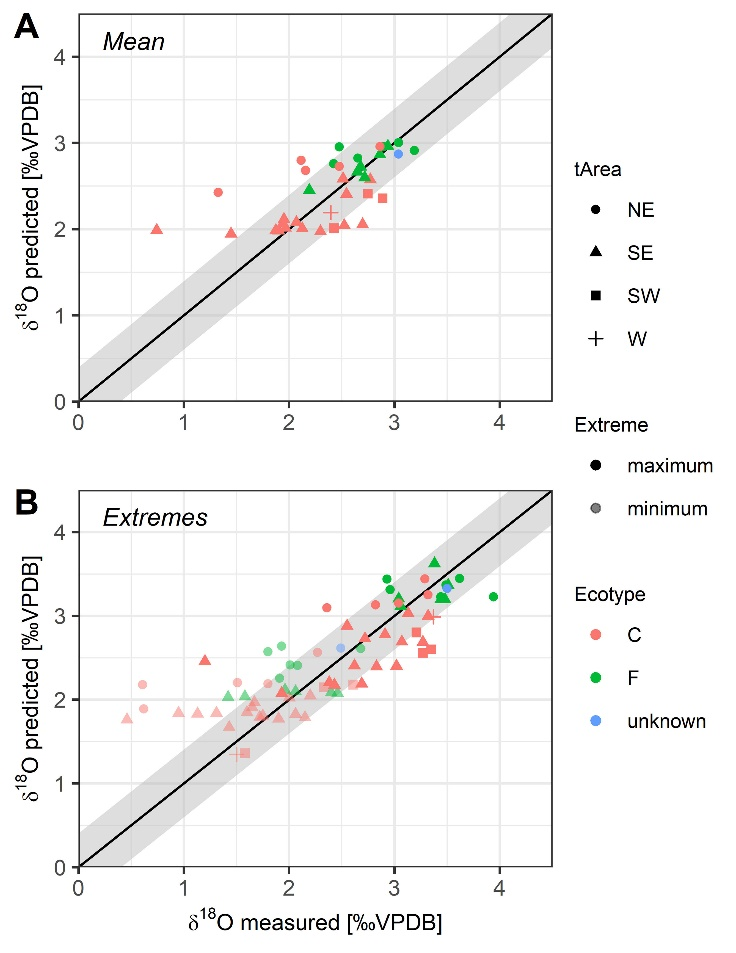 A
Mean
4
3
2
1
0
0 1 2 3 4
δ18O predicted [‰VPDB]
B
Extremes
4
3
2
1
0
0 1 2 3 4
δ18O predicted [‰VPDB]
δ18O measured [‰VPDB]
tArea
NE
SE
SW
W
Extreme
maximum
minimum
Ecotype
C
F
unknown